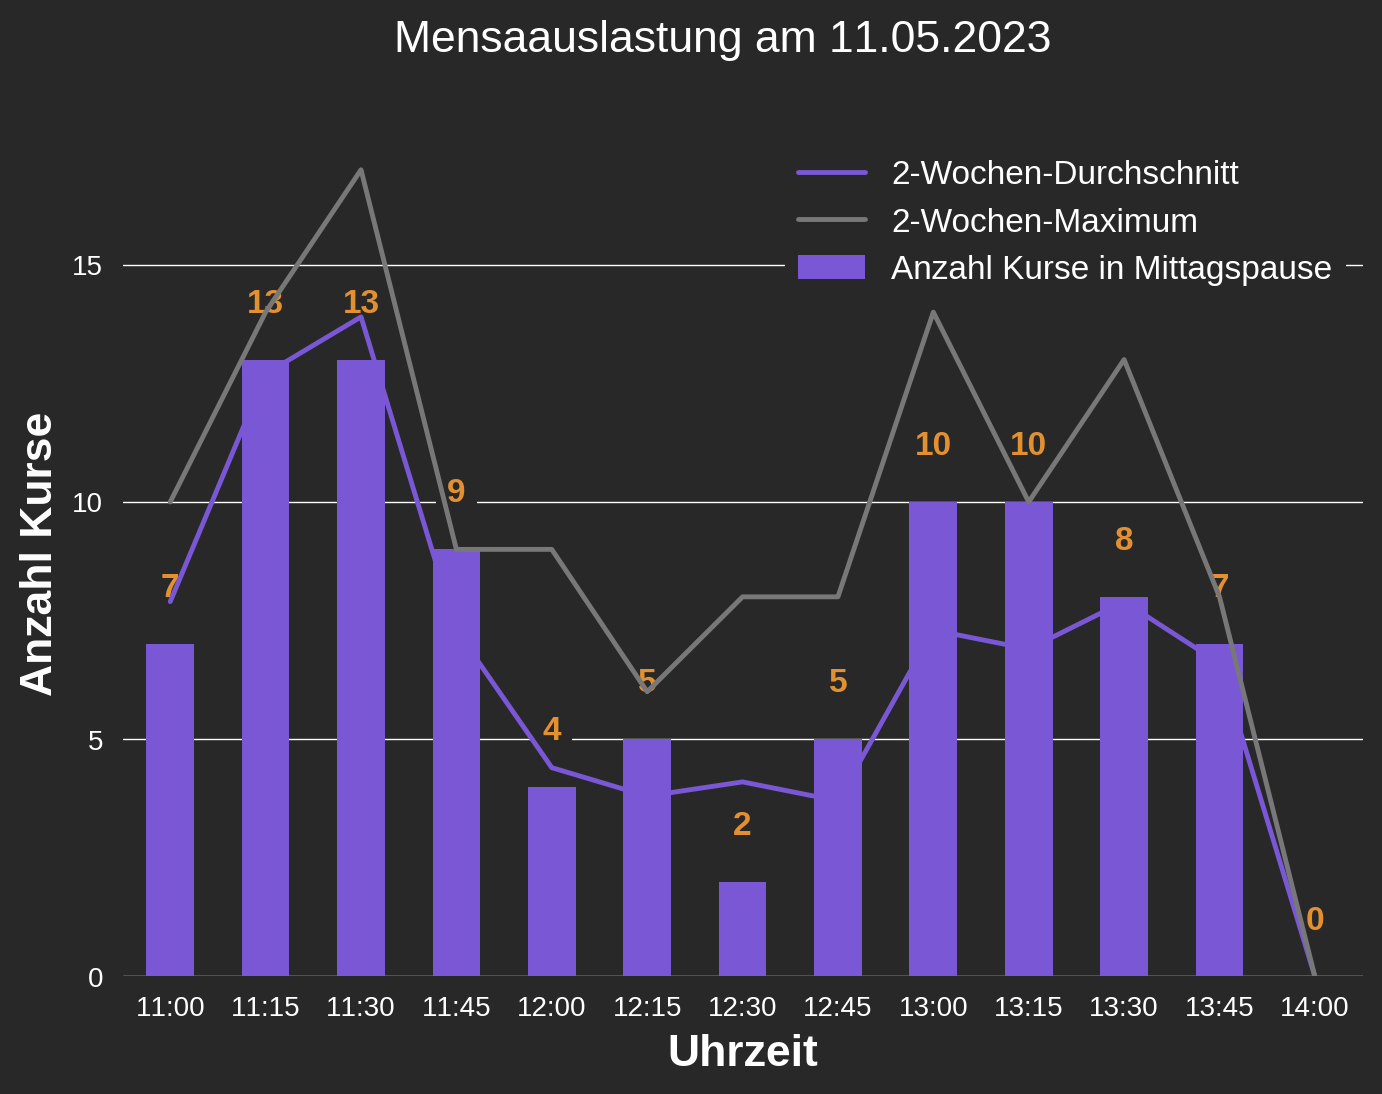 Mensaauslastung am 11.05.2023
2-Wochen-Durchschnitt
2-Wochen-Maximum
Anzahl Kurse in Mittagspause
Anzahl Kurse
15
10
5
0
7
13
13
9
4
5
2
5
10
10
8
7
0
11:00 11:15 11:30 11:45 12:00 12:15 12:30 12:45 13:00 13:15 13:30 13:45 14:00
Uhrzeit